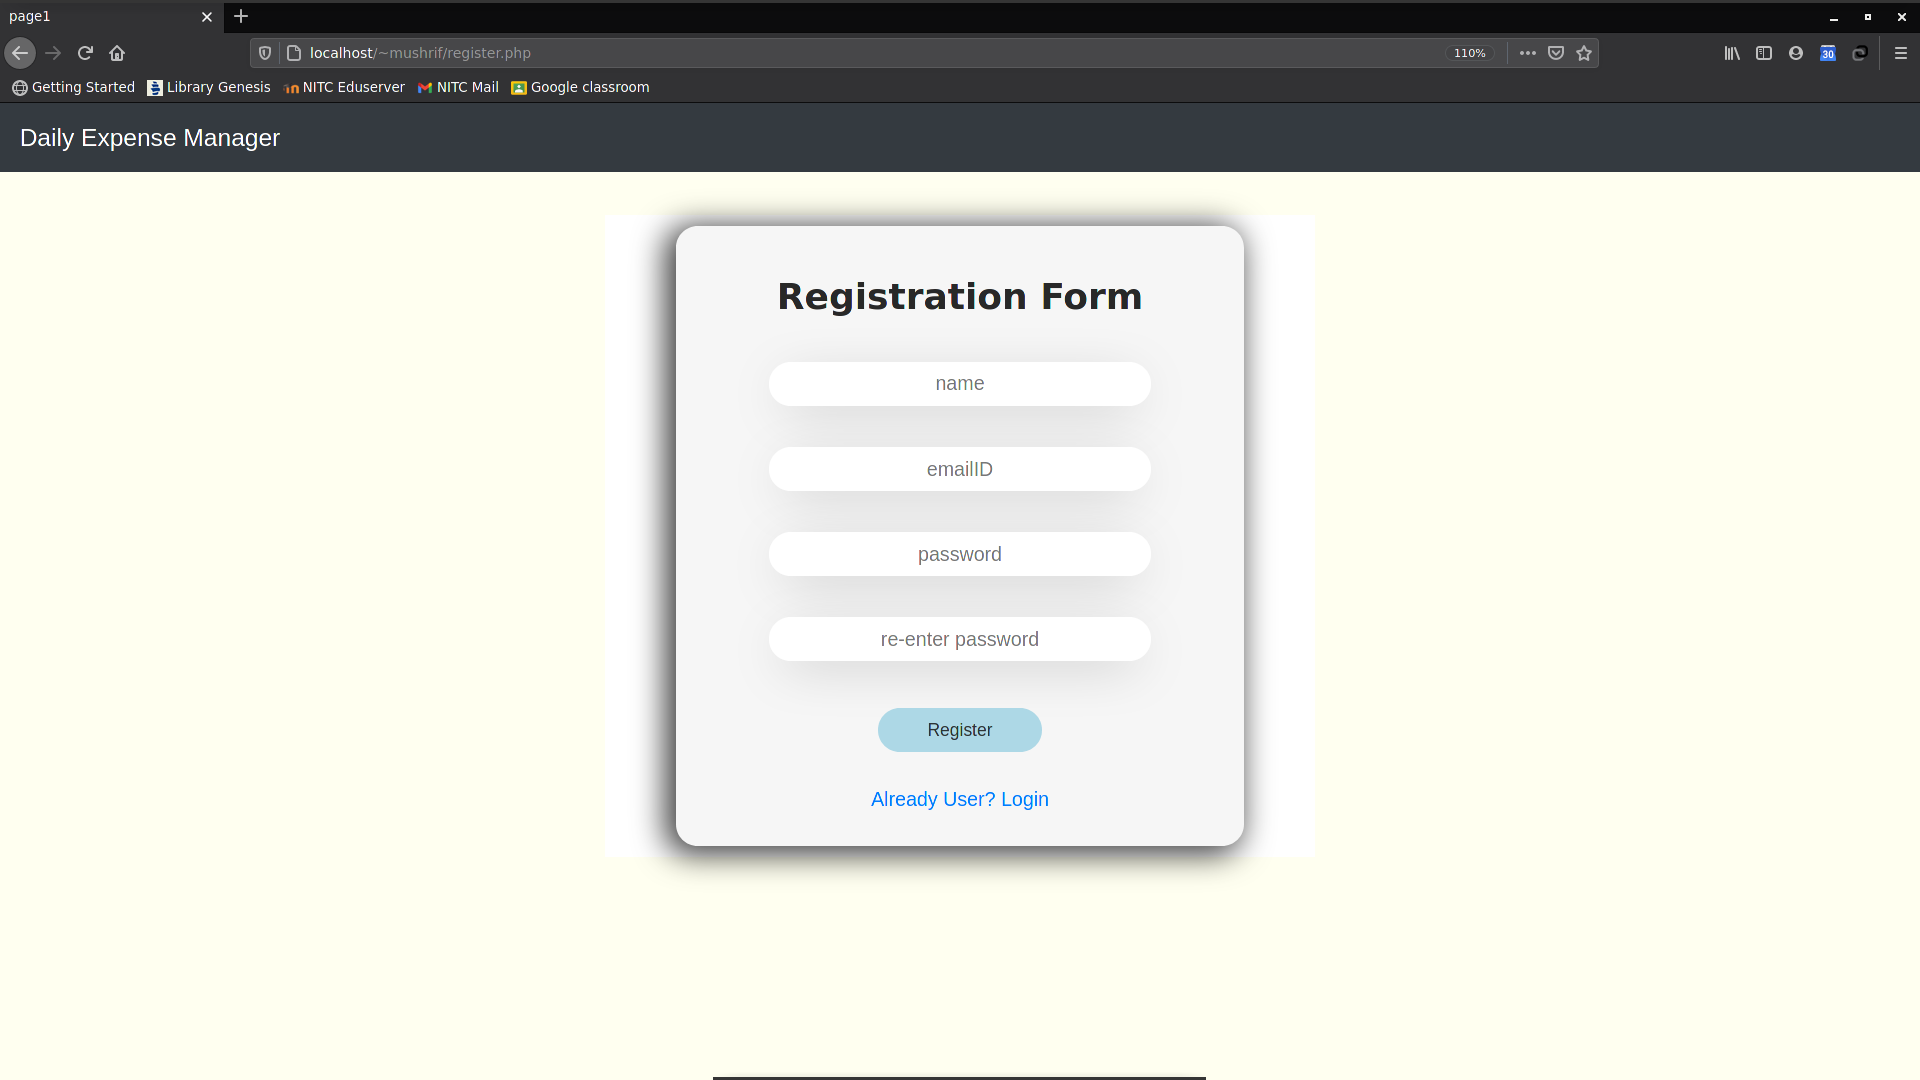 page1
localhost/~mushrif/register.php
110%
30
Getting Started
Library Genesis
NITC Eduserver
NITC Mail
Google classroom
Daily Expense Manager
Registration Form
name
emailID
password
re-enter password
Register
Already User? Login